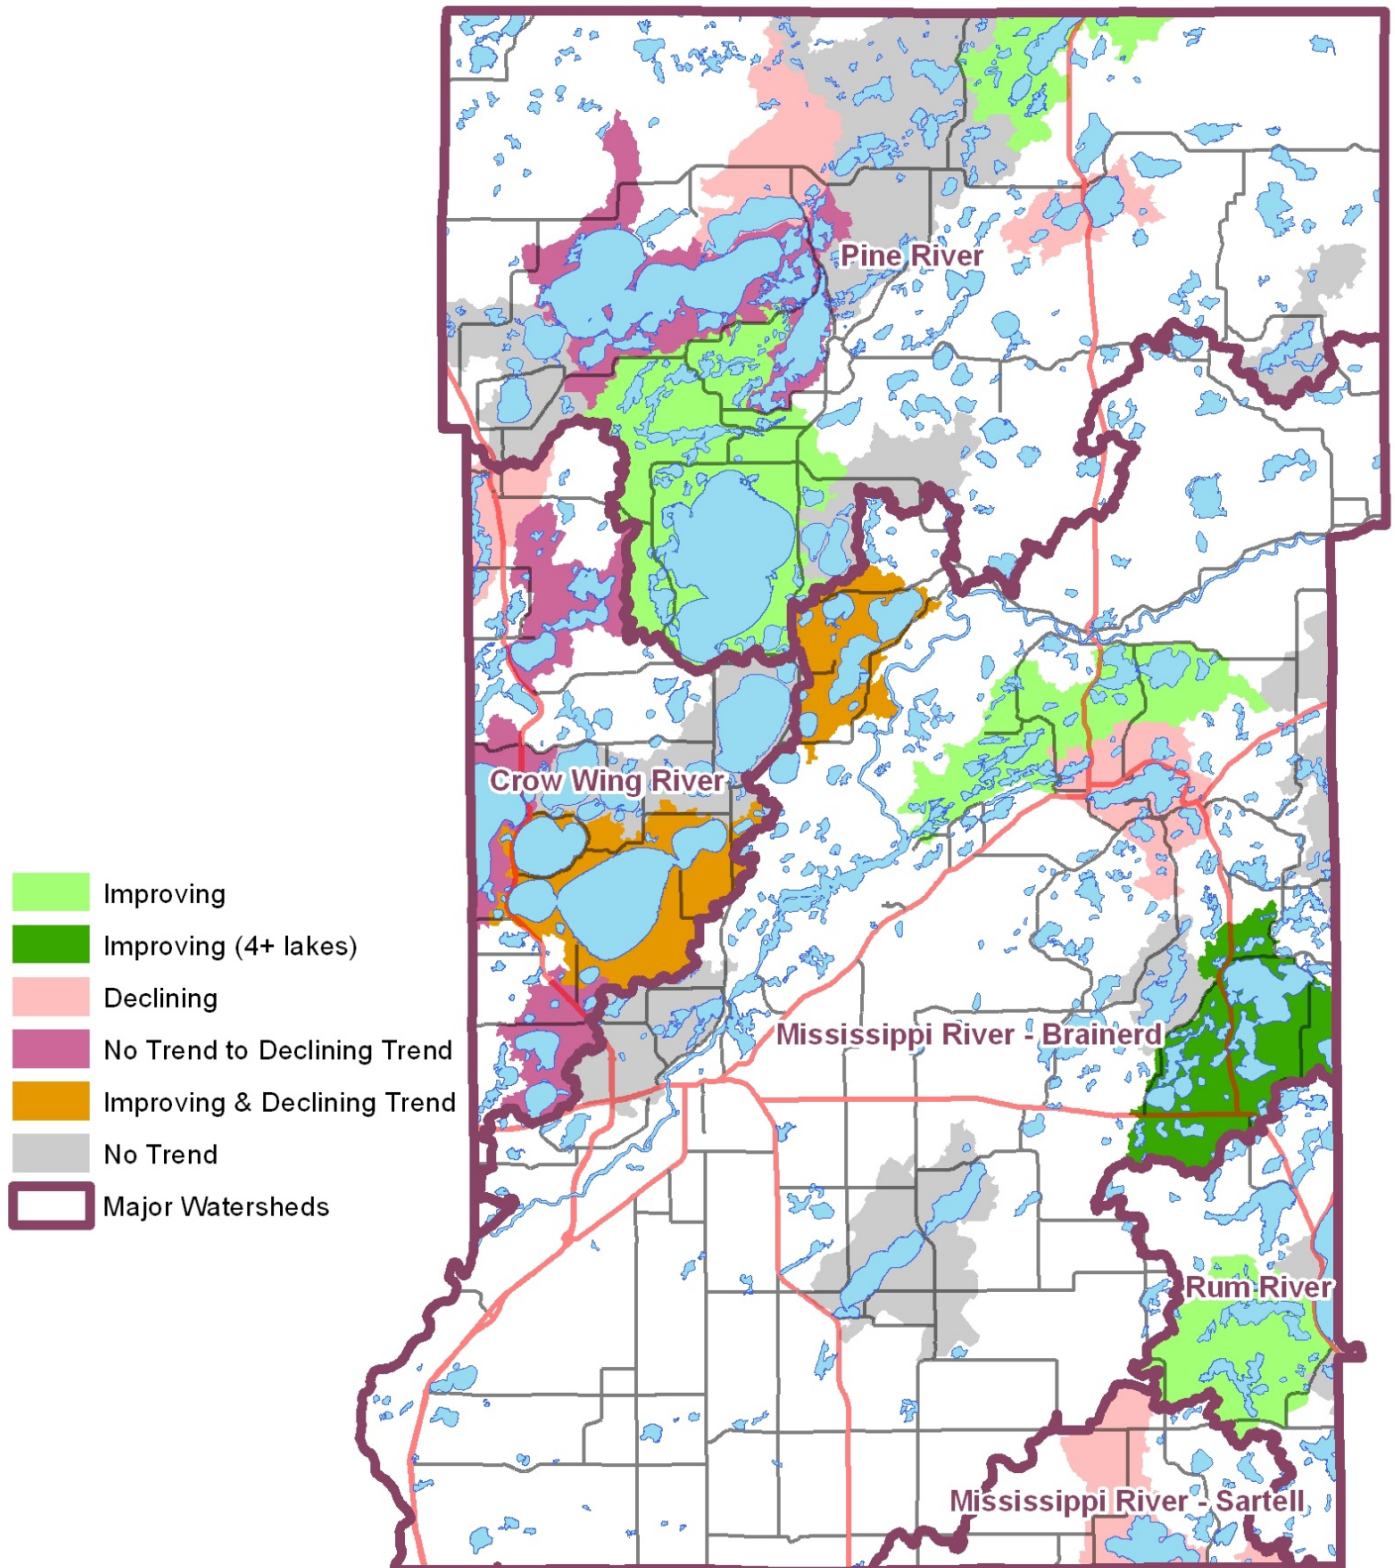 Pine River
Crow Wing River
Improving
Improving (4+ lakes)
Declining
No Trend to Declining Trend
Improving & Declining Trend
No Trend
Major Watersheds
Mississippi River - Brainerd
Rum River
Mississippi River - Sartell